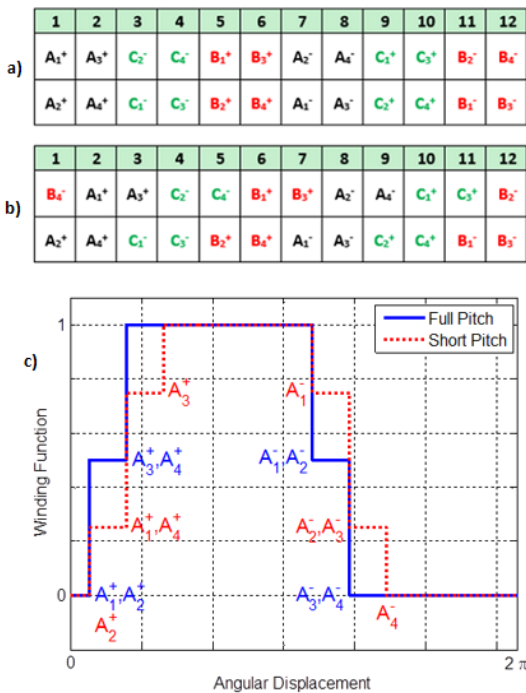 1 2 3 4 5 6 7 8 9 10 11 12
a)
A₁⁺ A₃⁺ C₂⁻ C₄⁻ B₁⁺ B₃⁺ A₂⁻ A₄⁻ C₁⁺ C₃⁺ B₂⁻ B₄⁻
A₂⁺ A₄⁺ C₁⁻ C₃⁻ B₂⁺ B₄⁺ A₁⁻ A₃⁻ C₂⁺ C₄⁺ B₁⁻ B₃⁻
1 2 3 4 5 6 7 8 9 10 11 12
b)
B₄⁻ A₁⁺ A₃⁺ C₂⁻ C₄⁻ B₁⁺ B₃⁺ A₂⁻ A₄⁻ C₁⁺ C₃⁺ B₂⁻
A₂⁺ A₄⁺ C₁⁻ C₃⁻ B₂⁺ B₄⁺ A₁⁻ A₃⁻ C₂⁺ C₄⁺ B₁⁻ B₃⁻
c)
Full Pitch
Short Pitch
1
A₃⁺ A₁⁻
A₃⁺,A₄⁺ A₁⁻,A₂⁻
A₁⁺,A₄⁺ A₂⁻,A₃⁻
0
A₁⁺,A₂⁺ A₃⁻,A₄⁻
A₂⁺ A₄⁻
Winding Function
0 2 π
Angular Displacement